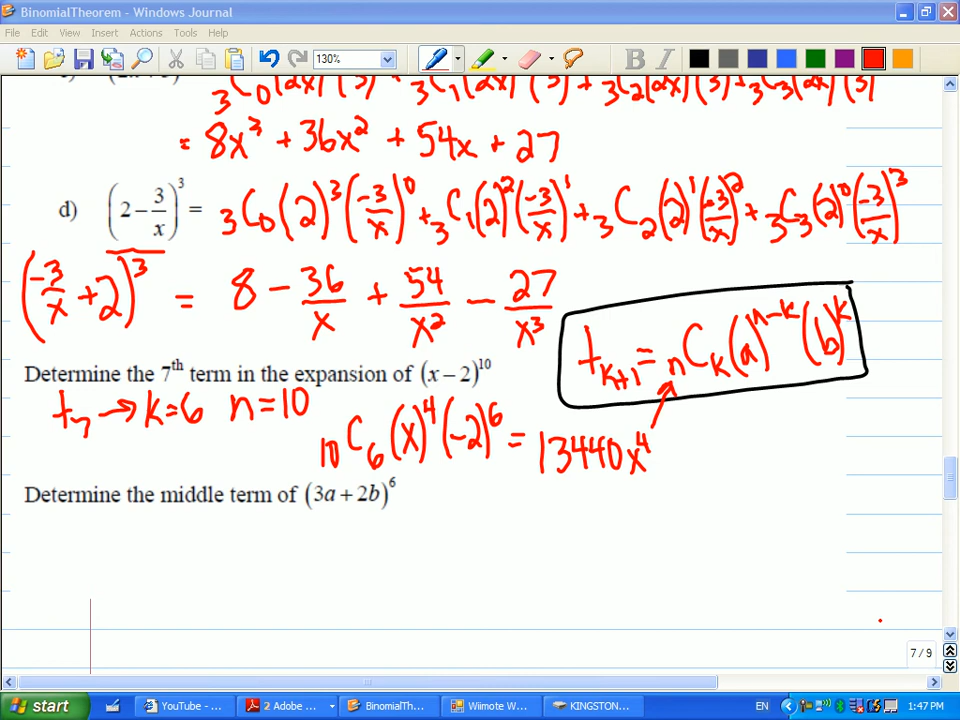 BinomialTheorem - Windows Journal
File Edit View Insert Actions Tools Help
130%
B I
= 8x³ + 36x² + 54x + 27
d) (2 − 3/x)³ = ₃C₀(2)³(-3/x)⁰ + ₃C₁(2)²(-3/x)¹ + ₃C₂(2)¹(-3/x)² + ₃C₃(2)⁰(-3/x)³
(-3/x + 2)³ = 8 − 36/x + 54/x² − 27/x³
t_{k+1} = ₙCₖ(a)ⁿ⁻ᵏ(b)ᵏ
Determine the 7th term in the expansion of (x − 2)¹⁰
t₇ → k=6 n=10
₁₀C₆(x)⁴(-2)⁶ = 13440x⁴
Determine the middle term of (3a + 2b)⁶
7 / 9
start YouTube - ... 2 Adobe ... BinomialTh... Wiimote W... KINGSTON... EN 1:47 PM